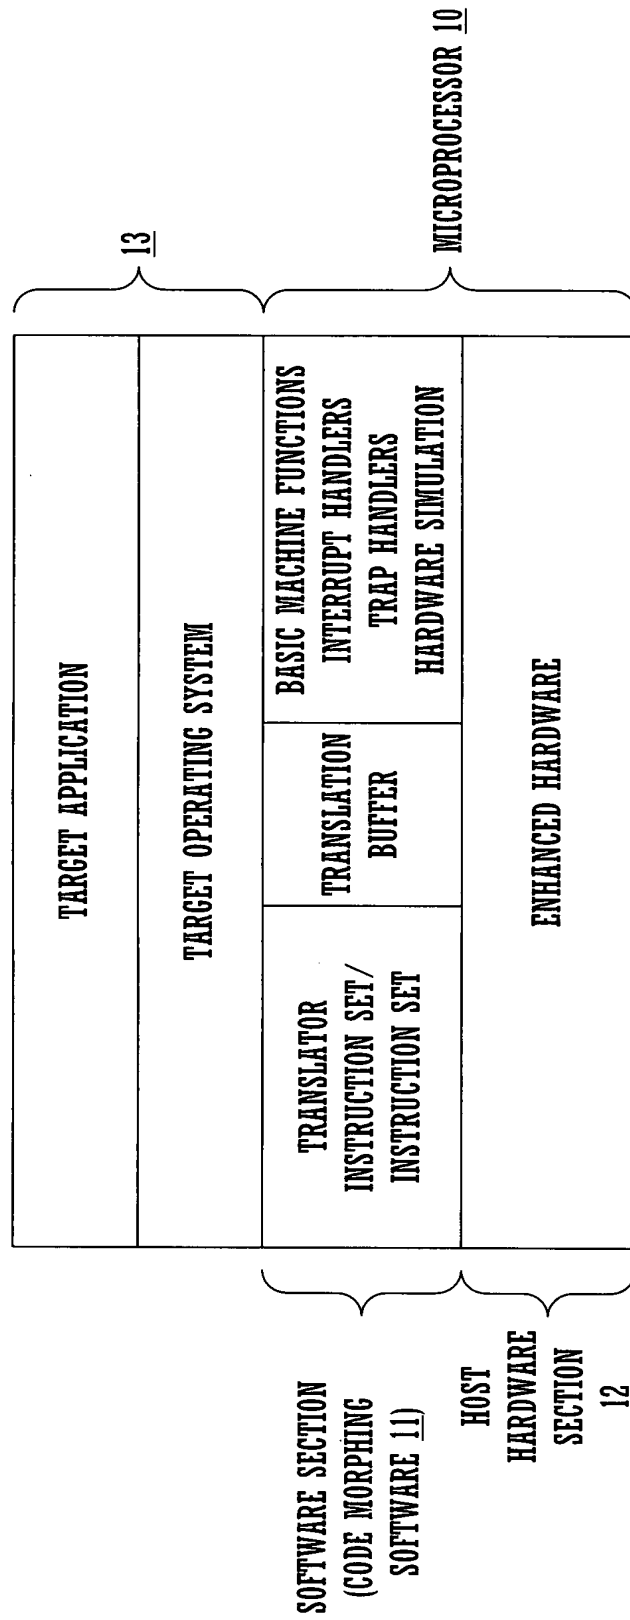 TARGET APPLICATION
TARGET OPERATING SYSTEM
13
SOFTWARE SECTION
(CODE MORPHING
SOFTWARE 11)
TRANSLATOR
INSTRUCTION SET/
INSTRUCTION SET
TRANSLATION
BUFFER
BASIC MACHINE FUNCTIONS
INTERRUPT HANDLERS
TRAP HANDLERS
HARDWARE SIMULATION
MICROPROCESSOR 10
HOST
HARDWARE
SECTION
12
ENHANCED HARDWARE